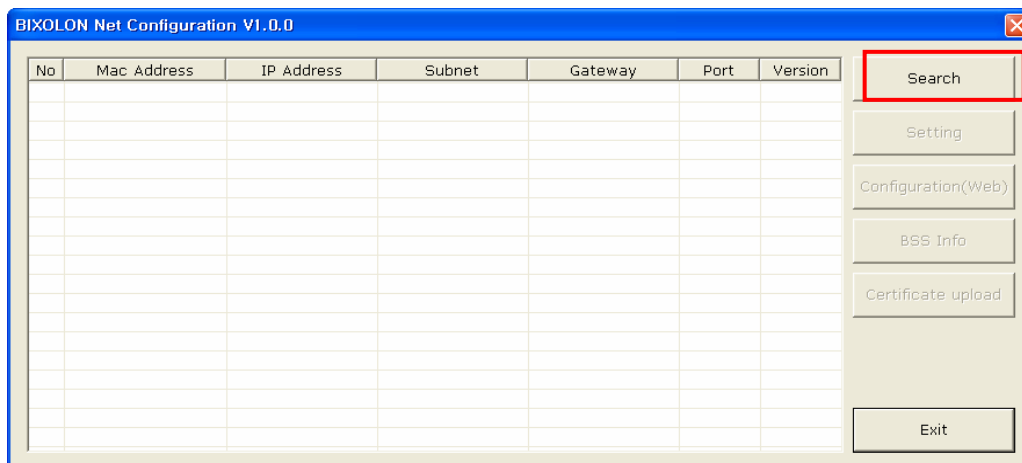 BIXOLON Net Configuration V1.0.0
No Mac Address IP Address Subnet Gateway Port Version
Search
Setting
Configuration(Web)
BSS Info
Certificate upload
Exit